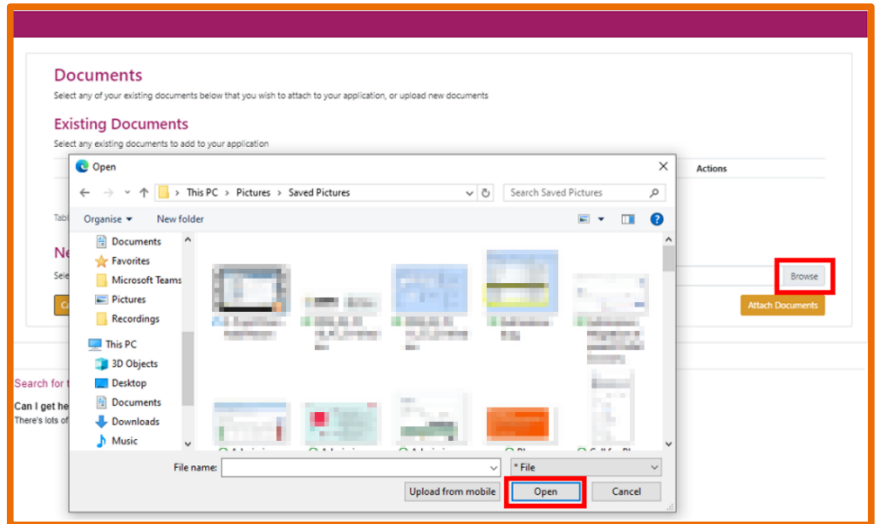 Documents
Select any of your existing documents below that you wish to attach to your application, or upload new documents
Existing Documents
Select any existing documents to add to your application
Actions
Open
This PC > Pictures > Saved Pictures
Search Saved Pictures
Organise
New folder
Documents
Favorites
Microsoft Teams
Pictures
Recordings
This PC
3D Objects
Desktop
Documents
Downloads
Music
Browse
Attach Documents
File name:
* File
Upload from mobile
Open
Cancel
Search for
Can I get he
There's lots of